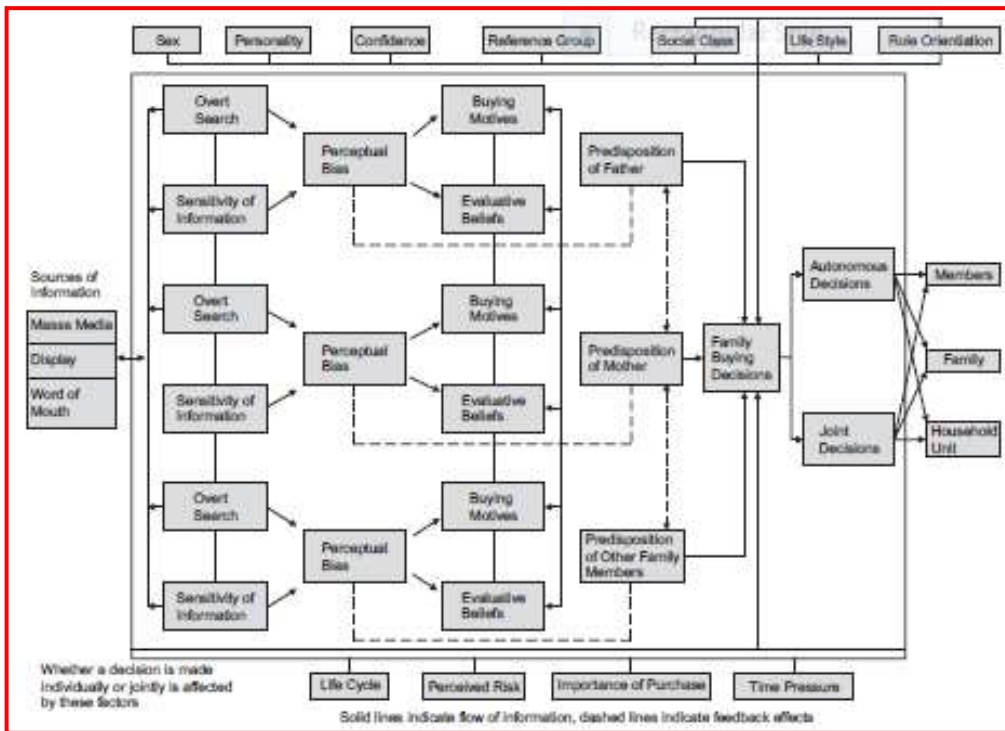 Sex
Personality
Confidence
Reference Group
Social Class
Life Style
Role Orientiation
Overt
Search
Buying
Motives
Perceptual
Bias
Predisposition
of Father
Sensitivity of
Information
Evaluative
Beliefs
Sources of
Information
Masss Media
Display
Word of
Mouth
Overt
Search
Buying
Motives
Perceptual
Bias
Predisposition
of Mother
Sensitivity of
Information
Evaluative
Beliefs
Family
Buying
Decisions
Autonomous
Decisions
Joint
Decisions
Members
Family
Household
Unit
Overt
Search
Buying
Motives
Perceptual
Bias
Predisposition
of Other Family
Members
Sensitivity of
Information
Evaluative
Beliefs
Whether a decision is made
individually or jointly is affected
by these factors
Life Cycle
Perceived Risk
Importance of Purchase
Time Pressure
Solid lines indicate flow of information, dashed lines indicate feedback effects